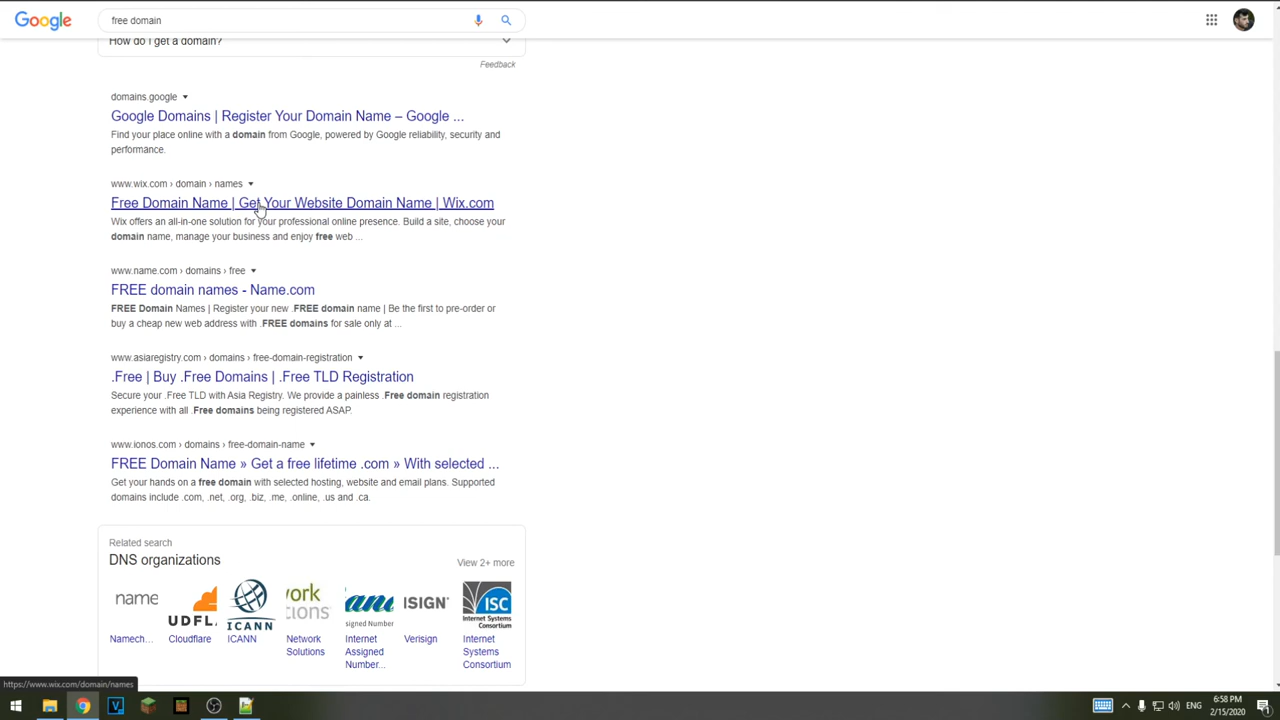 Google
free domain
How do I get a domain?
Feedback
domains.google
Google Domains | Register Your Domain Name – Google ...
Find your place online with a domain from Google, powered by Google reliability, security and
performance.
www.wix.com › domain › names
Free Domain Name | Get Your Website Domain Name | Wix.com
Wix offers an all-in-one solution for your professional online presence. Build a site, choose your
domain name, manage your business and enjoy free web ...
www.name.com › domains › free
FREE domain names - Name.com
FREE Domain Names | Register your new .FREE domain name | Be the first to pre-order or
buy a cheap new web address with .FREE domains for sale only at ...
www.asiaregistry.com › domains › free-domain-registration
.Free | Buy .Free Domains | .Free TLD Registration
Secure your .Free TLD with Asia Registry. We provide a painless .Free domain registration
experience with all .Free domains being registered ASAP.
www.ionos.com › domains › free-domain-name
FREE Domain Name » Get a free lifetime .com » With selected ...
Get your hands on a free domain with selected hosting, website and email plans. Supported
domains include .com, .net, .org, .biz, .me, .online, .us and .ca.
Related search
DNS organizations
View 2+ more
name
UDFL
ICANN
work
ctions
ana
signed Number
ISIGN
ISC
Internet Systems
Consortium
Namech...
Cloudflare
ICANN
Network
Solutions
Internet
Assigned
Number...
Verisign
Internet
Systems
Consortium
https://www.wix.com/domain/names
ENG
6:58 PM
2/15/2020